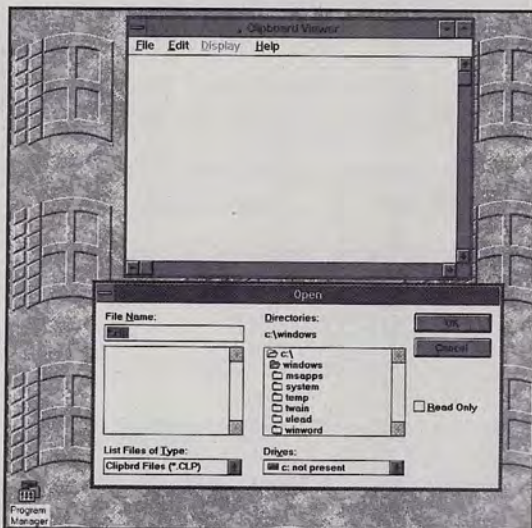 Clipboard Viewer
File Edit Display Help
Open
File Name:
Directories:
OK
c:\windows
Cancel
c:\
windows
msapps
system
temp
twain
ulead
winword
Read Only
List Files of Type:
Drives:
Clipbrd Files (*.CLP)
c: not present
Program
Manager